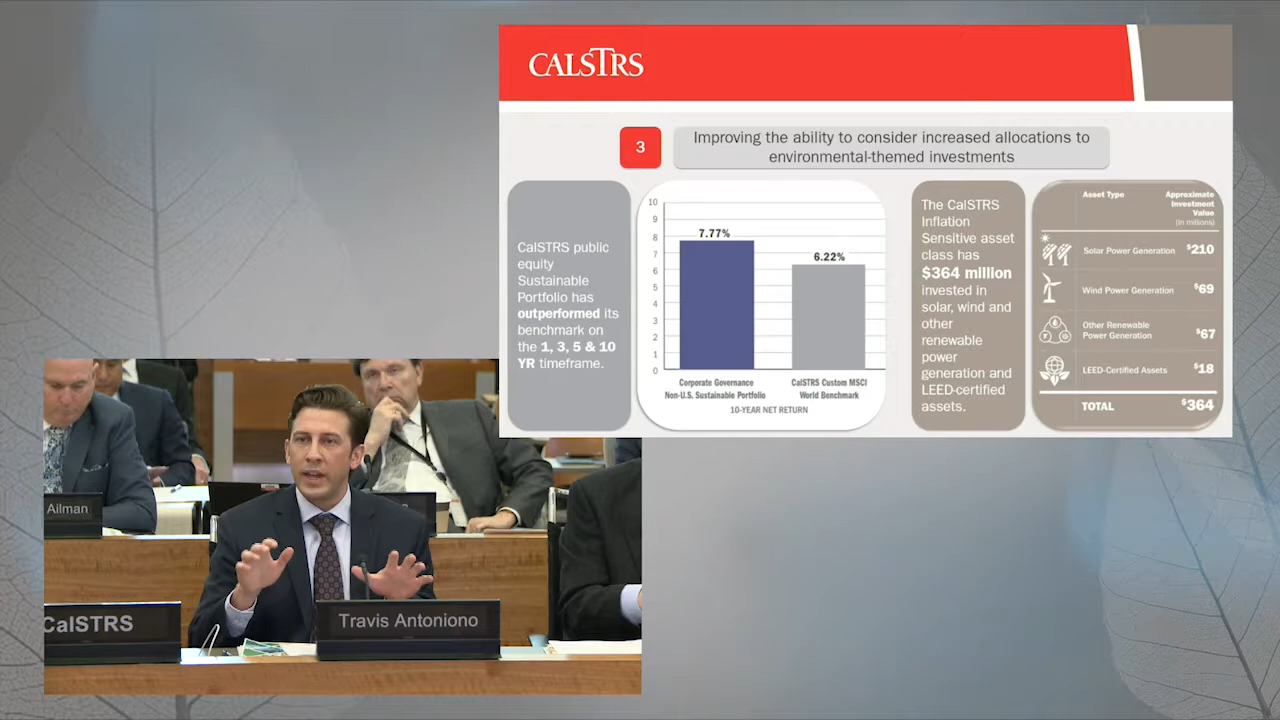 CALSTRS
3
Improving the ability to consider increased allocations to
environmental-themed investments
CalSTRS public
equity
Sustainable
Portfolio has
outperformed its
benchmark on
the 1, 3, 5 & 10
YR timeframe.
10
9
8
7
6
5
4
3
2
1
0
7.77%
6.22%
Corporate Governance
Non-U.S. Sustainable Portfolio
CalSTRS Custom MSCI
World Benchmark
10-YEAR NET RETURN
The CalSTRS
Inflation
Sensitive asset
class has
$364 million
invested in
solar, wind and
other
renewable
power
generation and
LEED-certified
assets.
Asset Type
Approximate
Investment
Value
(in millions)
Solar Power Generation $210
Wind Power Generation $69
Other Renewable
Power Generation $67
LEED-Certified Assets $18
TOTAL $364
Ailman
CalSTRS
Travis Antoniono